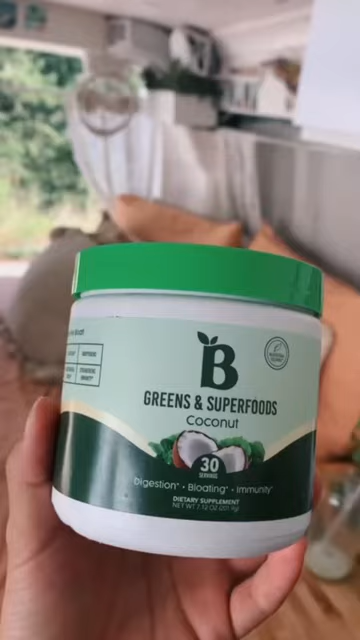 B
GREENS & SUPERFOODS
Coconut
30
SERVINGS
Digestion* • Bloating* • Immunity*
DIETARY SUPPLEMENT